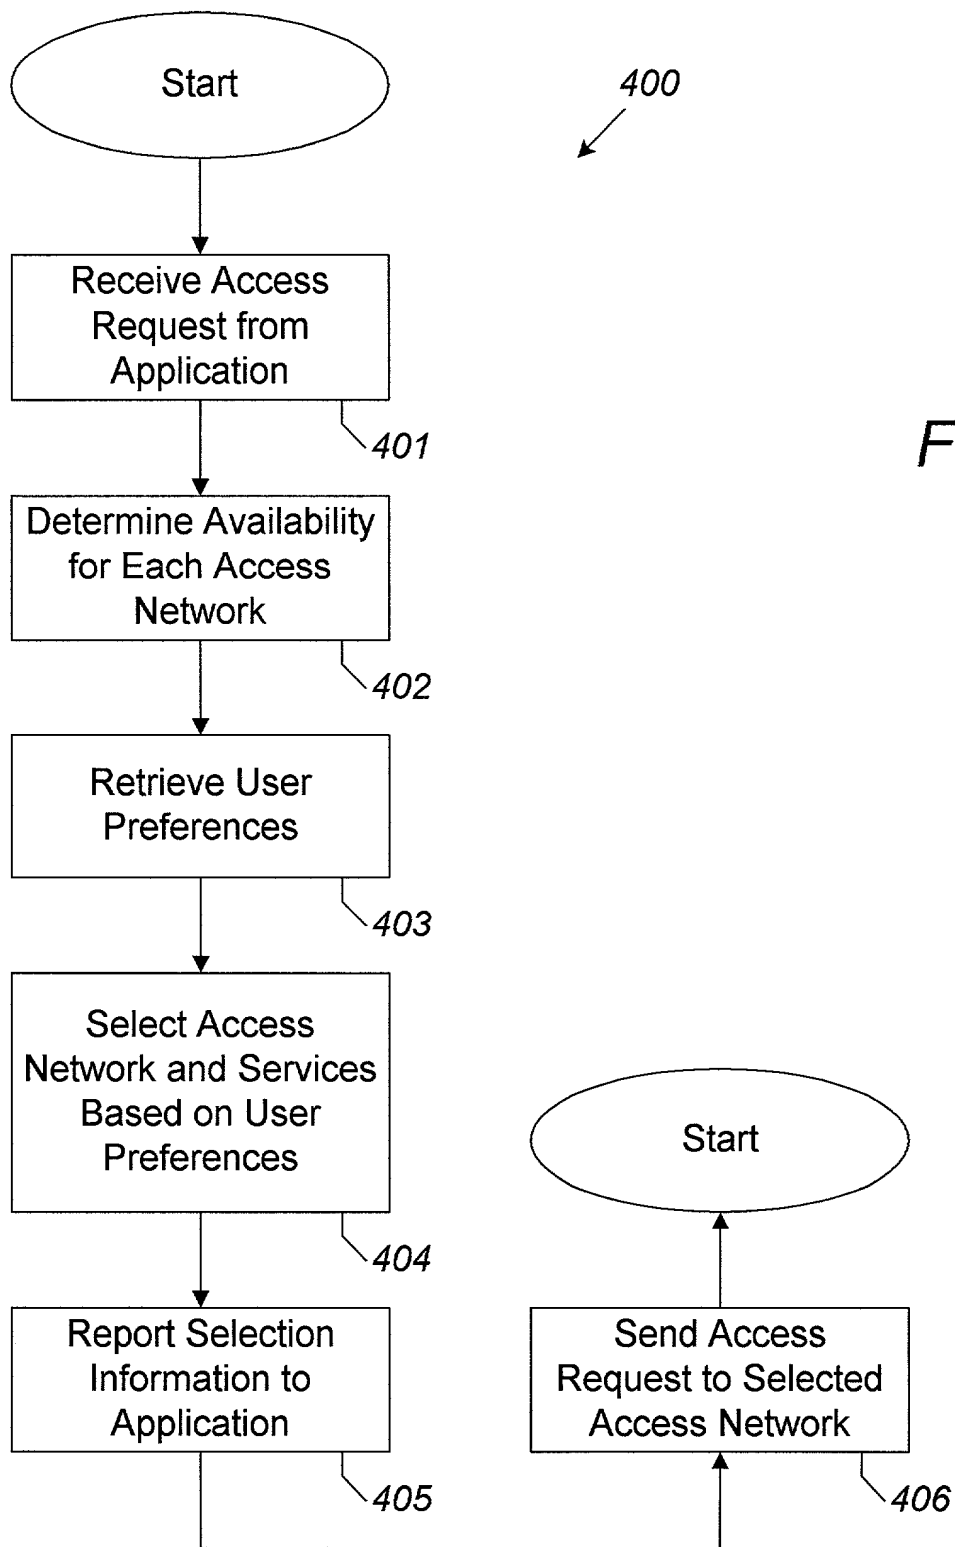 Start
400
Receive Access
Request from
Application
401
F
Determine Availability
for Each Access
Network
402
Retrieve User
Preferences
403
Select Access
Network and Services
Based on User
Preferences
404
Report Selection
Information to
Application
405
Start
Send Access
Request to Selected
Access Network
406